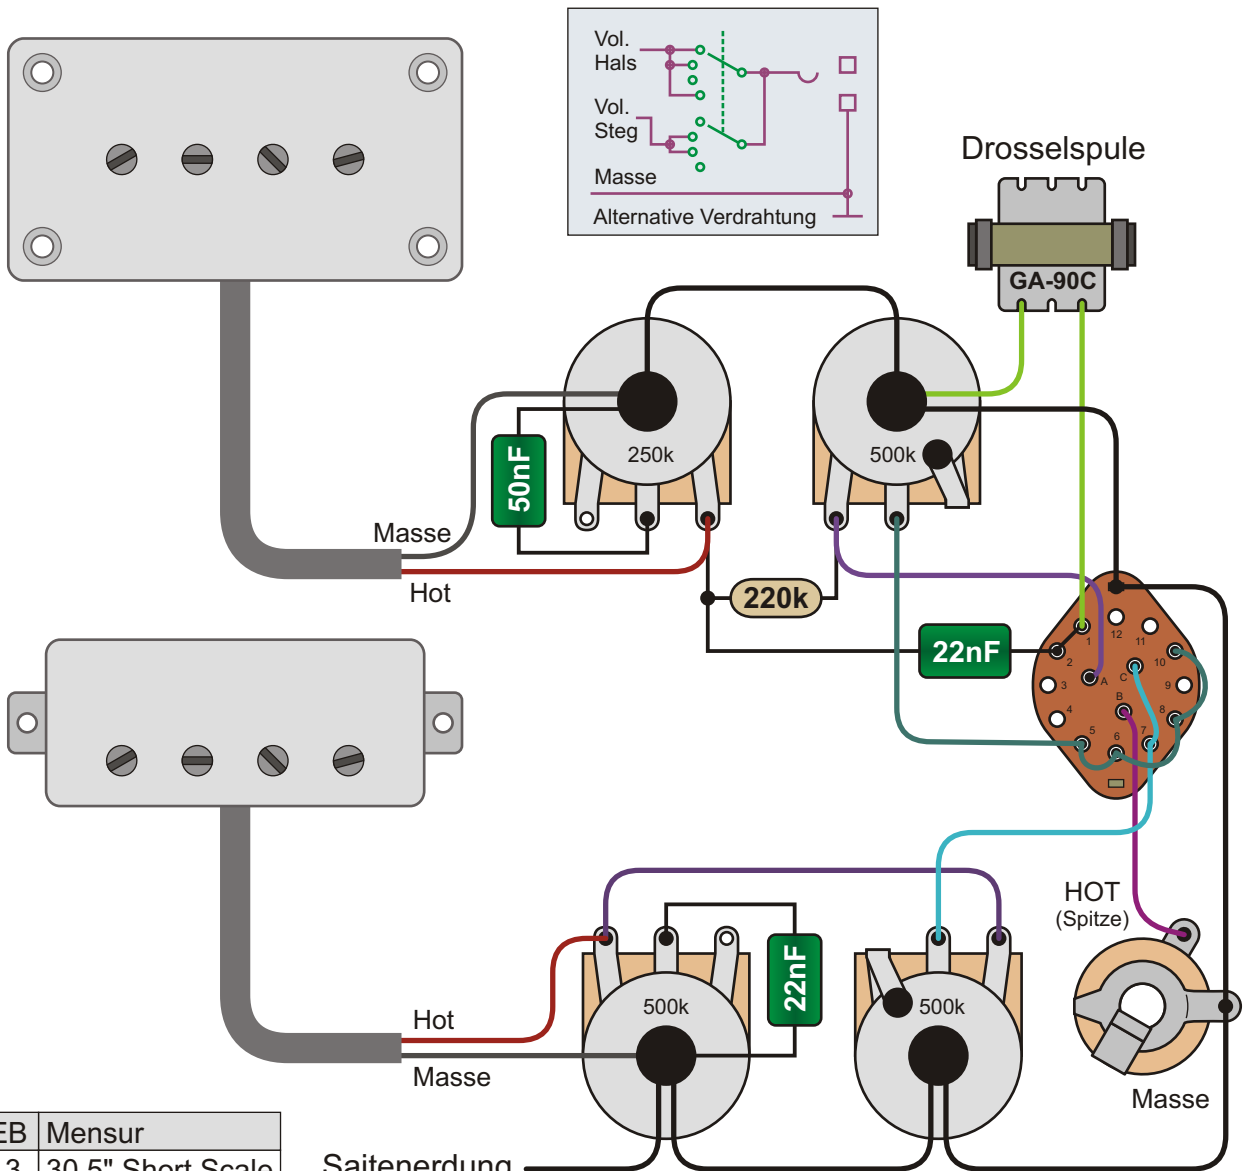 Vol.
Hals
Vol.
Steg
Masse
Alternative Verdrahtung
Drosselspule
GA-90C
250k
500k
50nF
Masse
Hot
220k
22nF
1
2
3
4
5
6
7
8
9
10
11
12
A
B
C
HOT
(Spitze)
22nF
500k
500k
Hot
Masse
Masse
EB Mensur
3 30.5" Short Scale
Saitenerdung